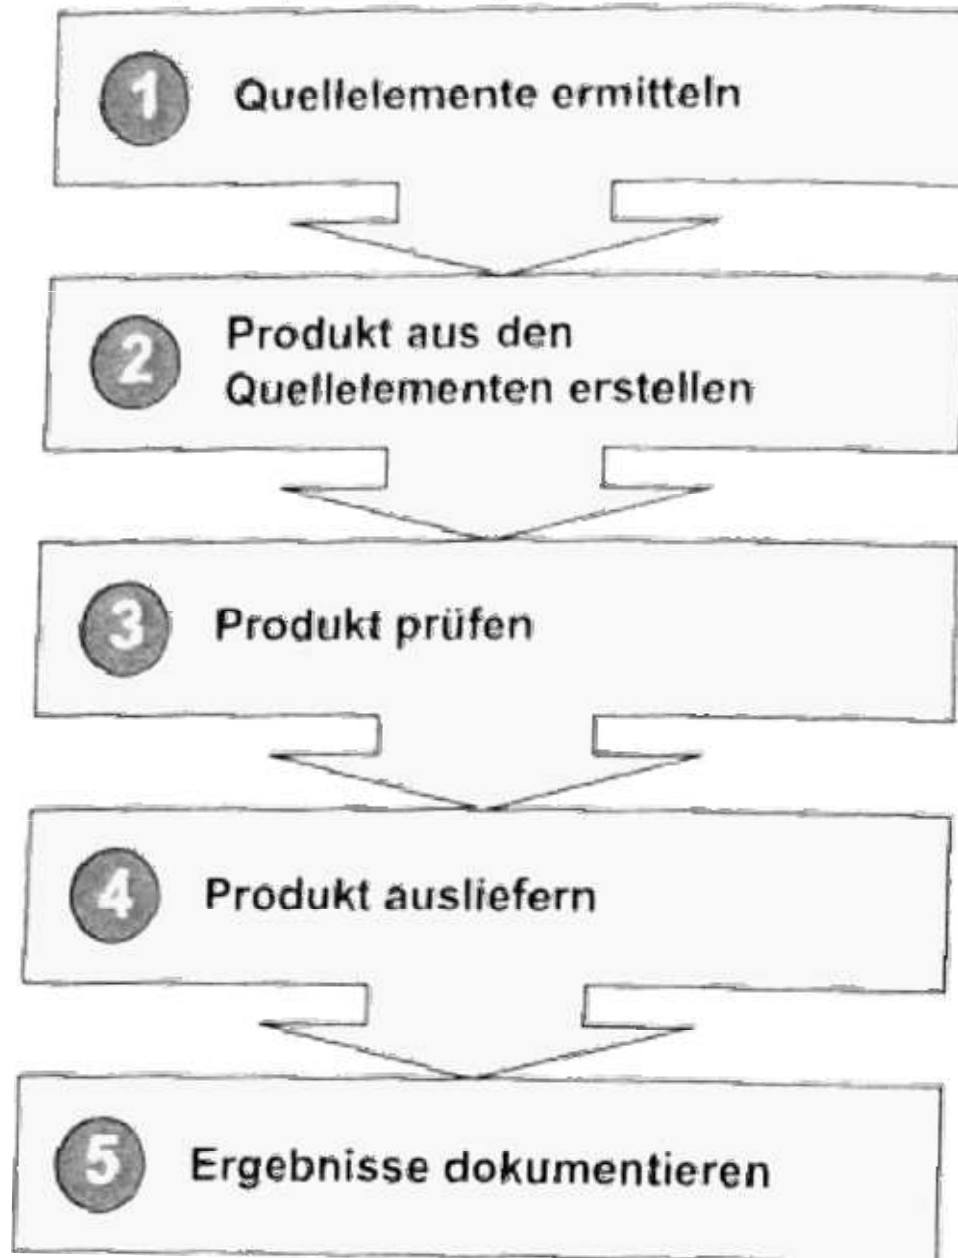 1 Quellelemente ermitteln
2 Produkt aus den
Quellelementen erstellen
3 Produkt prüfen
4 Produkt ausliefern
5 Ergebnisse dokumentieren